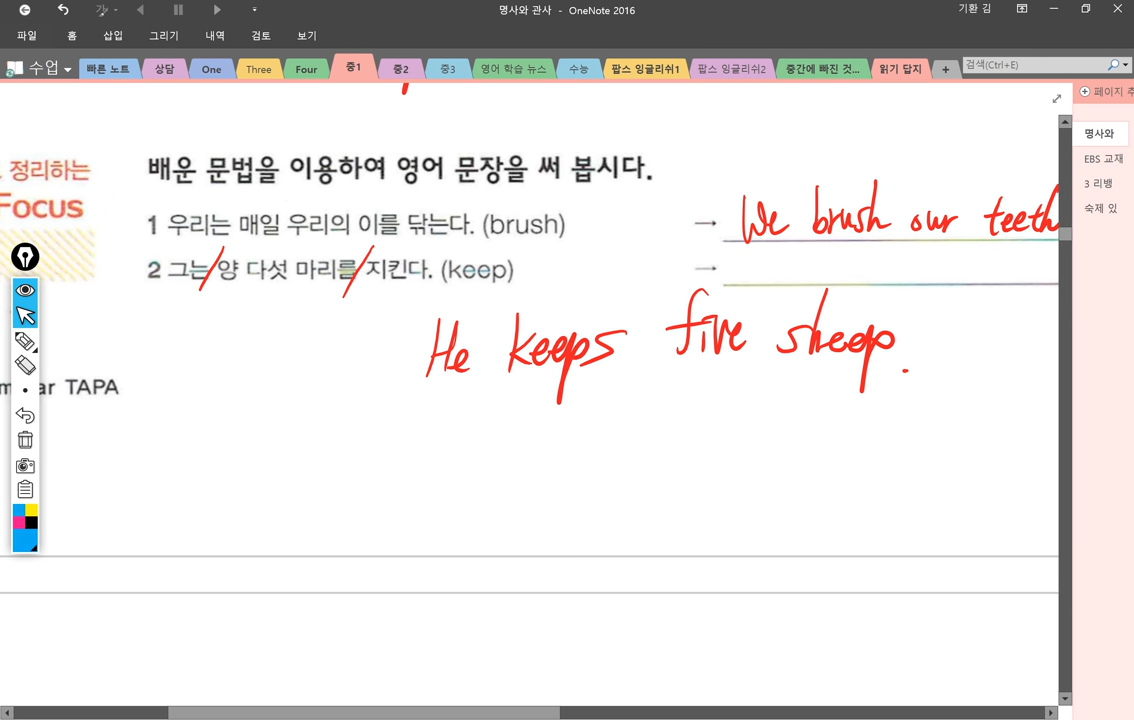 명사와 관사 - OneNote 2016
기환 김
파일 홈 삽입 그리기 내역 검토 보기
수업 빠른 노트 상담 One Three Four 중1 중2 중3 영어 학습 뉴스 수능 팝스 잉글리쉬1 팝스 잉글리쉬2 중간에 빠진 것... 읽기 답지 + 검색(Ctrl+E)
페이지 추
명사와
EBS 교재
3 리뱅
숙제 있
정리하는
Focus
배운 문법을 이용하여 영어 문장을 써 봅시다.
1 우리는 매일 우리의 이를 닦는다. (brush) → We brush our teeth
2 그는 양 다섯 마리를 지킨다. (keep) →
He keeps five sheep.
ar TAPA